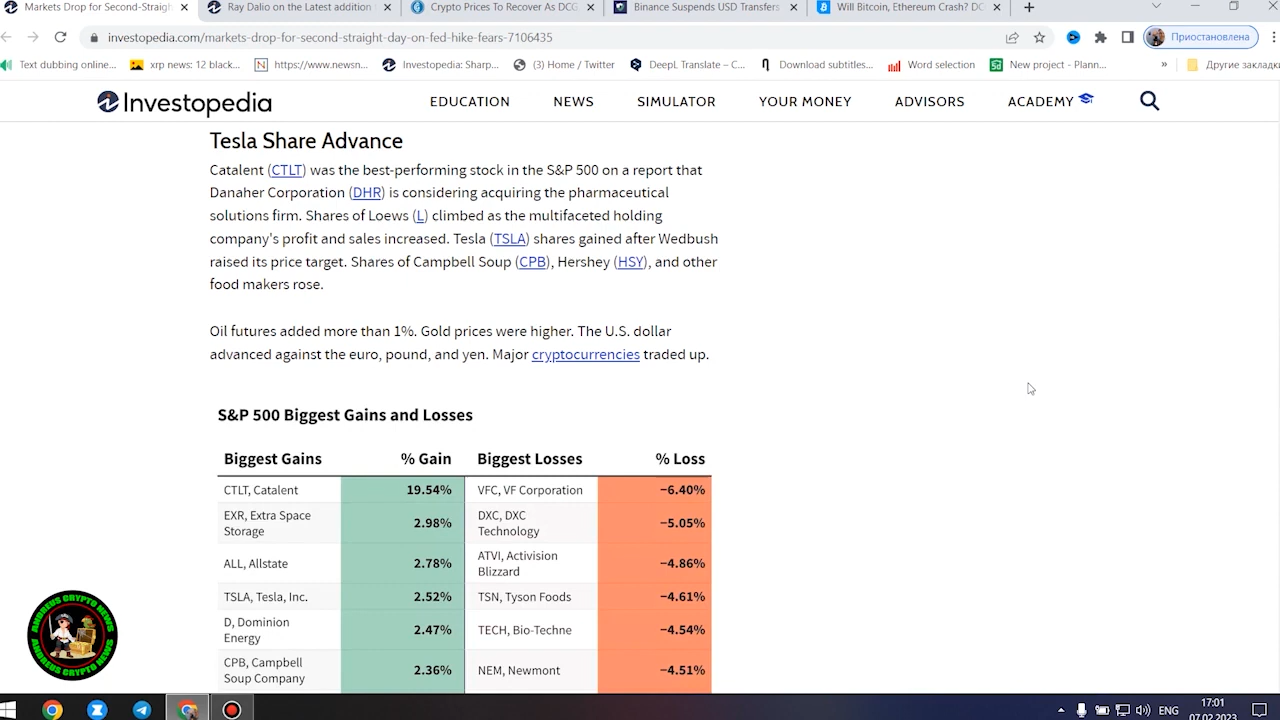 Markets Drop for Second-Straigh
Ray Dalio on the Latest addition
Crypto Prices To Recover As DCG
Binance Suspends USD Transfers
Will Bitcoin, Ethereum Crash? DC
investopedia.com/markets-drop-for-second-straight-day-on-fed-hike-fears-7106435
Приостановлена
Text dubbing online...
xrp news: 12 black...
https://www.newsn...
Investopedia: Sharp...
(3) Home / Twitter
DeepL Translate – C...
Download subtitles...
Word selection
New project - Plann...
»
Другие закладки
Investopedia
EDUCATION
NEWS
SIMULATOR
YOUR MONEY
ADVISORS
ACADEMY
Tesla Share Advance
Catalent (CTLT) was the best-performing stock in the S&P 500 on a report that
Danaher Corporation (DHR) is considering acquiring the pharmaceutical
solutions firm. Shares of Loews (L) climbed as the multifaceted holding
company's profit and sales increased. Tesla (TSLA) shares gained after Wedbush
raised its price target. Shares of Campbell Soup (CPB), Hershey (HSY), and other
food makers rose.
Oil futures added more than 1%. Gold prices were higher. The U.S. dollar
advanced against the euro, pound, and yen. Major cryptocurrencies traded up.
S&P 500 Biggest Gains and Losses
Biggest Gains % Gain Biggest Losses % Loss
CTLT, Catalent 19.54% VFC, VF Corporation −6.40%
EXR, Extra Space
Storage
2.98%
DXC, DXC
Technology
−5.05%
ALL, Allstate
2.78%
ATVI, Activision
Blizzard
−4.86%
TSLA, Tesla, Inc. 2.52% TSN, Tyson Foods −4.61%
D, Dominion
Energy
2.47%
TECH, Bio-Techne
−4.54%
CPB, Campbell
Soup Company
2.36%
NEM, Newmont
−4.51%
ANDREUS CRYPTO NEWS
ANDREUS CRYPTO NEWS
ENG
17:01
07.02.2023